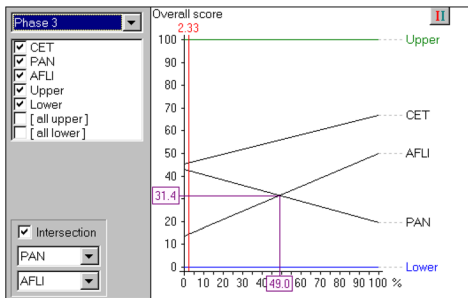 Phase 3
CET
PAN
AFLI
Upper
Lower
[ all upper ]
[ all lower ]
Intersection
PAN
AFLI
Overall score
2.33
II
100
90
80
70
60
50
40
31.4
20
10
0
0 10 20 30 40 49.0 60 70 80 90 100 %
Upper
CET
AFLI
PAN
Lower